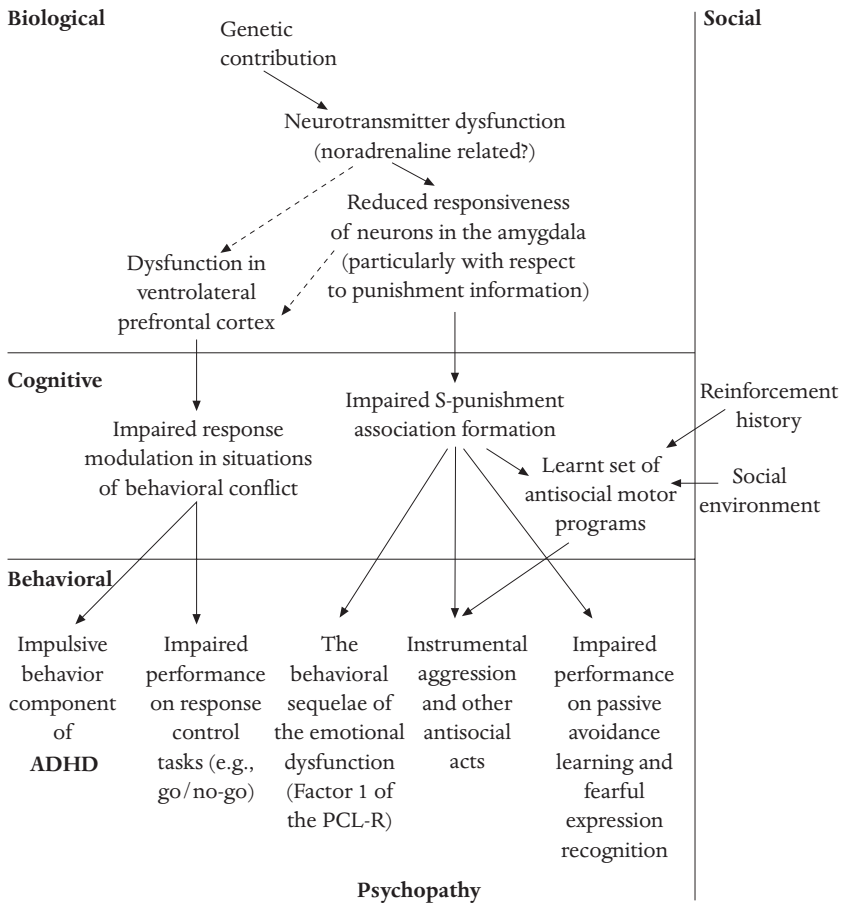 Biological
Social
Genetic
contribution
Neurotransmitter dysfunction
(noradrenaline related?)
Reduced responsiveness
of neurons in the amygdala
(particularly with respect
to punishment information)
Dysfunction in
ventrolateral
prefrontal cortex
Cognitive
Impaired S-punishment
association formation
Reinforcement
history
Impaired response
modulation in situations
of behavioral conflict
Learnt set of
antisocial motor
programs
Social
environment
Behavioral
Impulsive
behavior
component
of
ADHD
Impaired
performance
on response
control
tasks (e.g.,
go/no-go)
The
behavioral
sequelae of
the emotional
dysfunction
(Factor 1 of
the PCL-R)
Instrumental
aggression
and other
antisocial
acts
Impaired
performance
on passive
avoidance
learning and
fearful
expression
recognition
Psychopathy